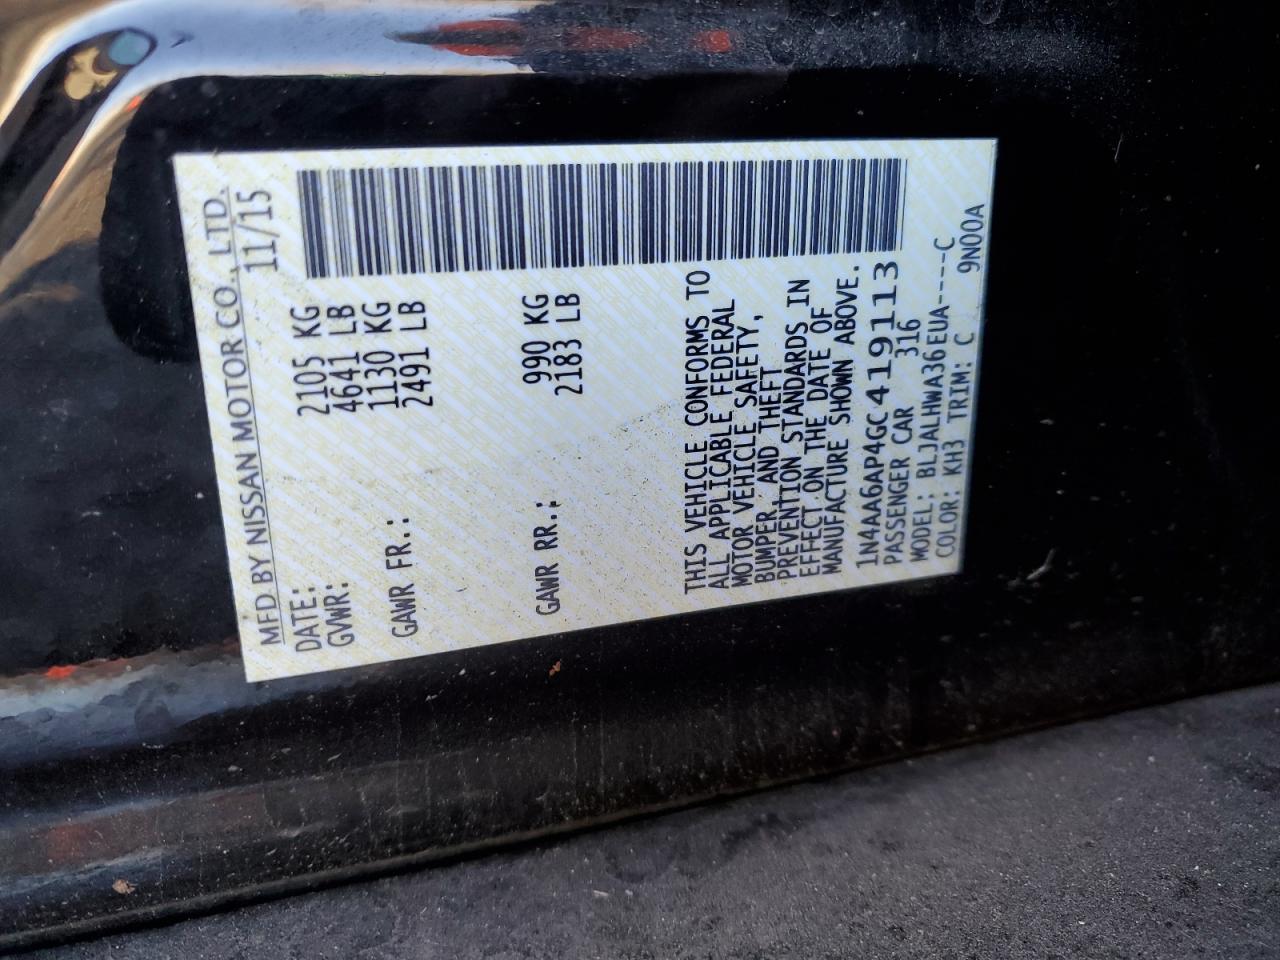 MFD BY NISSAN MOTOR CO., LTD.
DATE: 11/15
GVWR: 2105 KG
4641 LB
GAWR FR.: 1130 KG
2491 LB
GAWR RR.: 990 KG
2183 LB
THIS VEHICLE CONFORMS TO
ALL APPLICABLE FEDERAL
MOTOR VEHICLE SAFETY,
BUMPER, AND THEFT
PREVENTION STANDARDS IN
EFFECT ON THE DATE OF
MANUFACTURE SHOWN ABOVE.
1N4AA6AP4GC419113
PASSENGER CAR 316
MODEL: BLJALHWA36EUA----C
COLOR: KH3 TRIM: C 9N00A